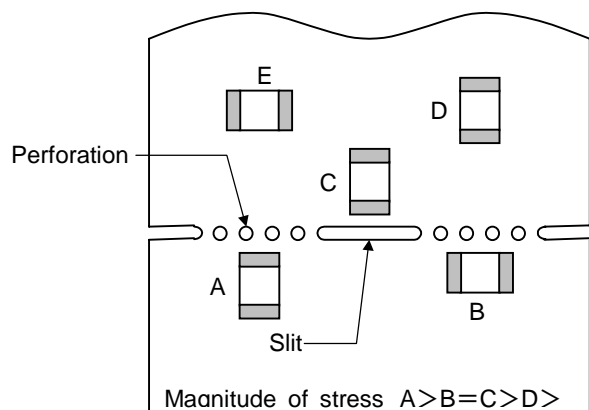 E
D
Perforation
C
A
B
Slit
Magnitude of stress A＞B＝C＞D＞